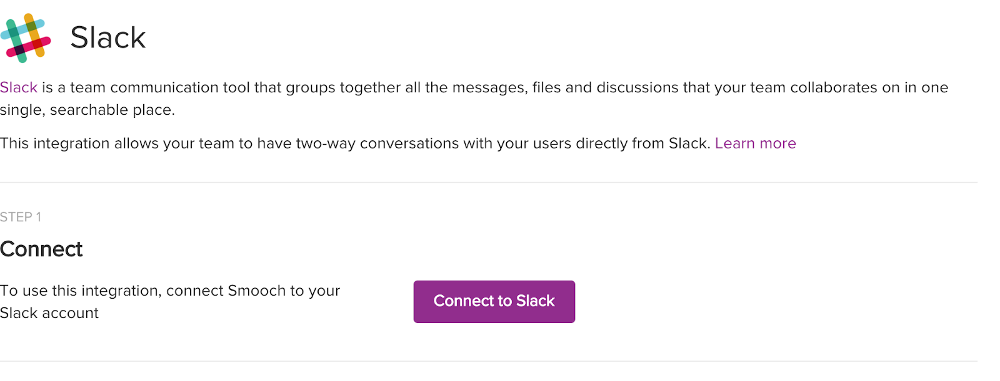 Slack
Slack is a team communication tool that groups together all the messages, files and discussions that your team collaborates on in one
single, searchable place.
This integration allows your team to have two-way conversations with your users directly from Slack. Learn more
STEP 1
Connect
To use this integration, connect Smooch to your
Slack account
Connect to Slack